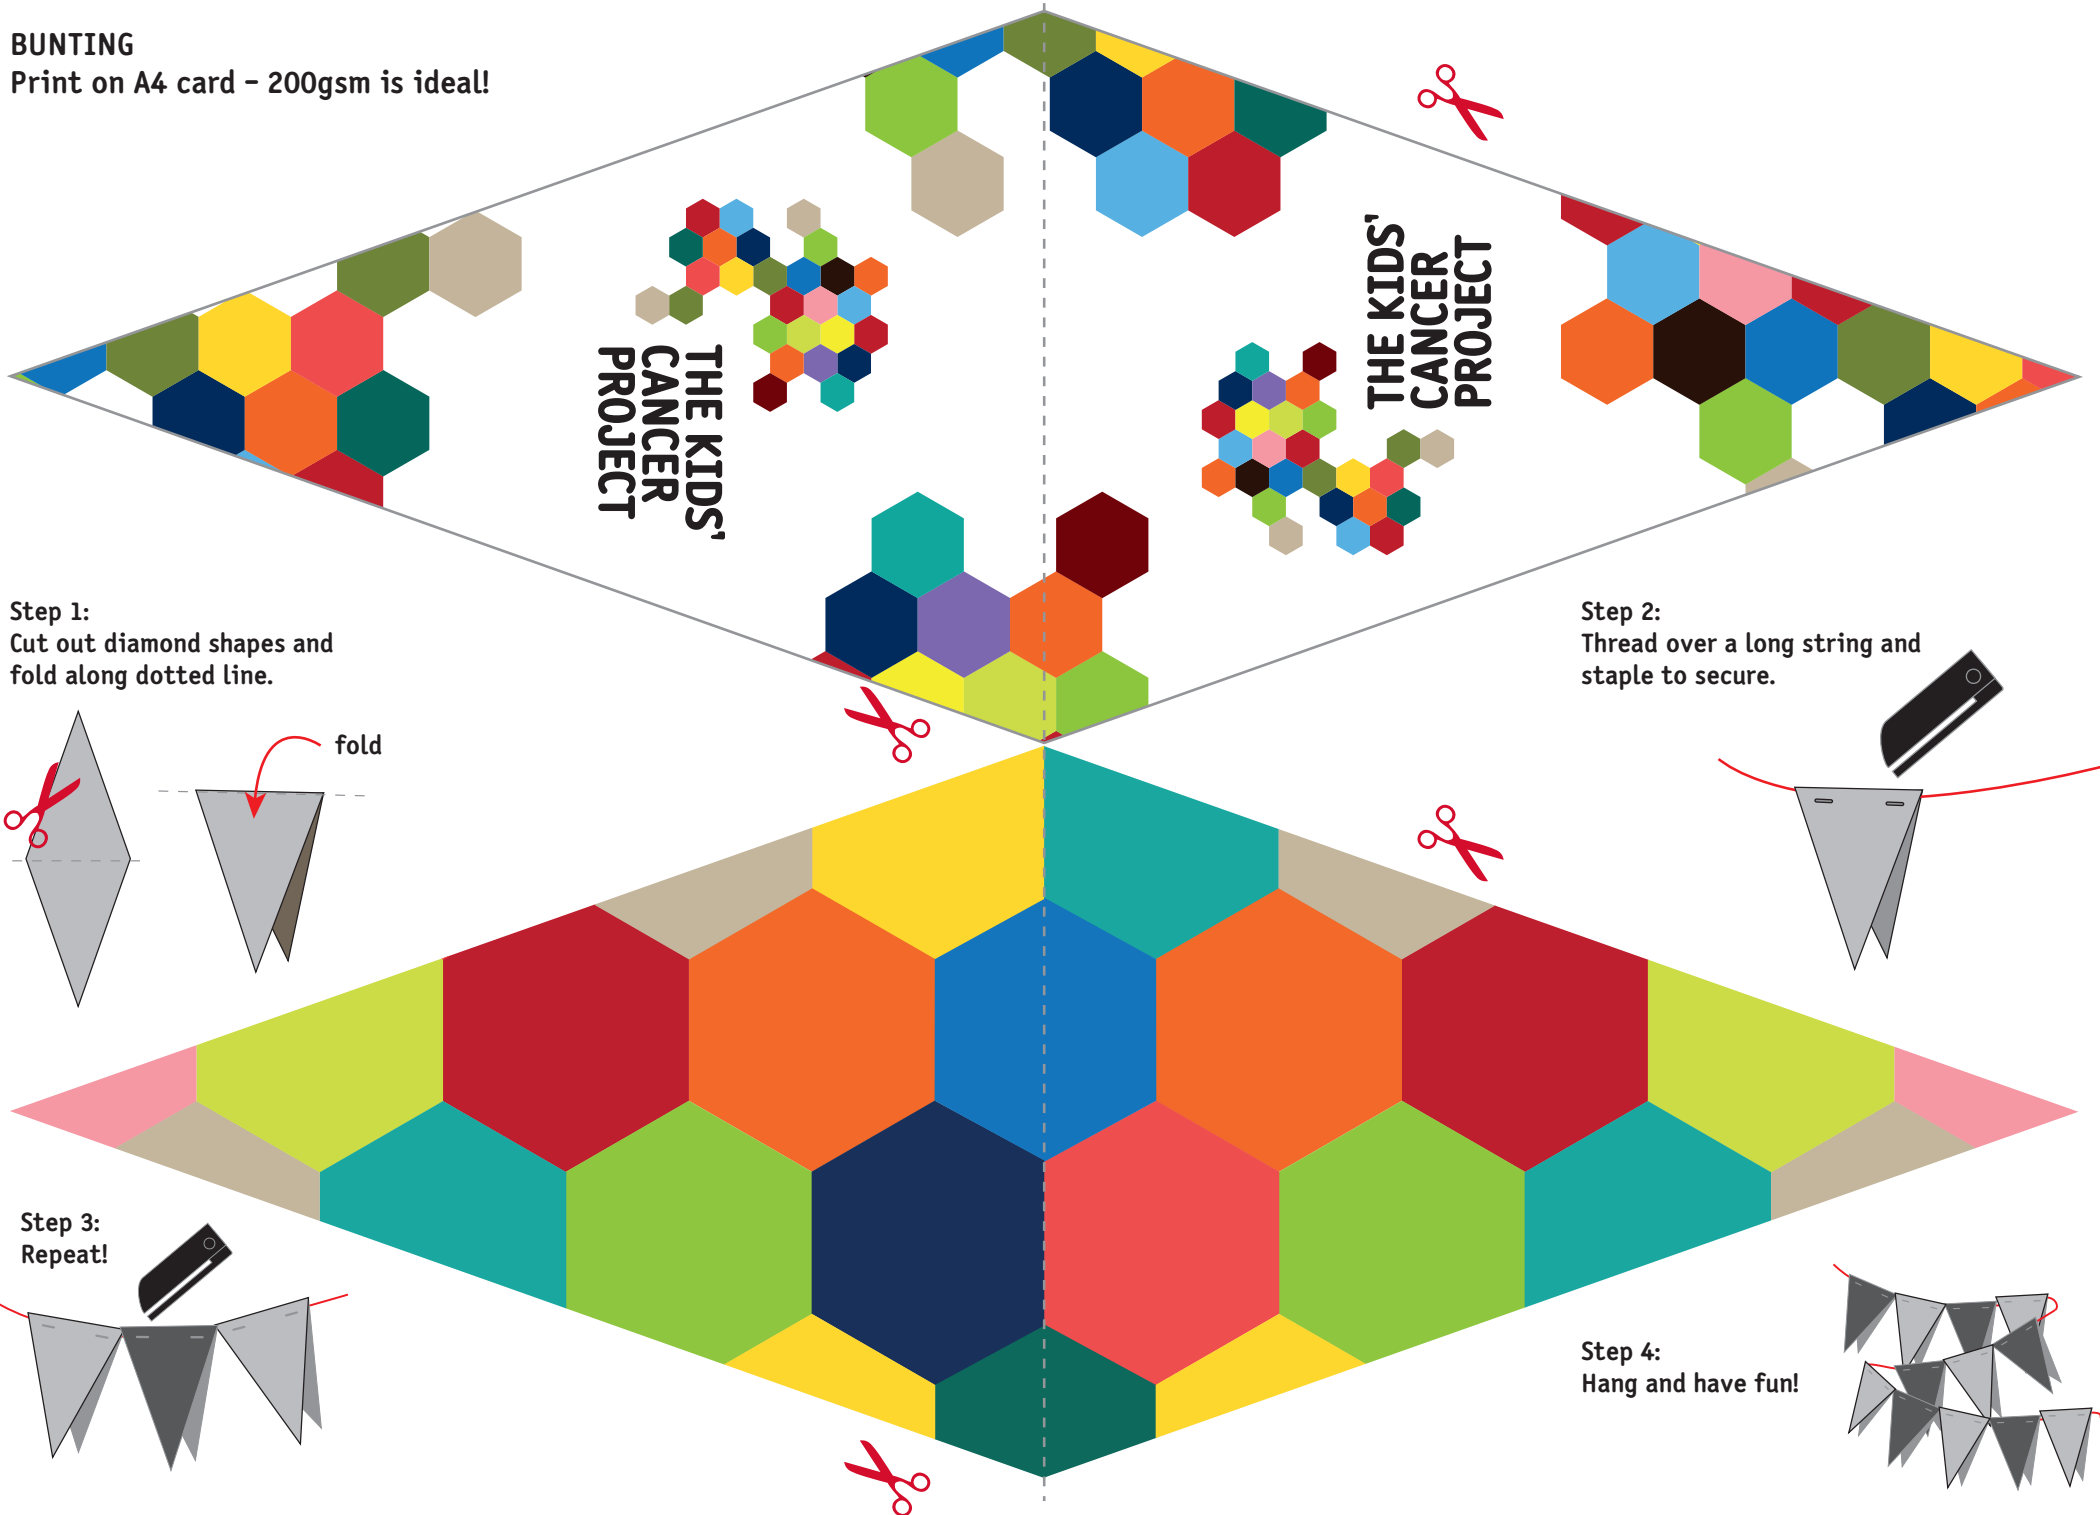 BUNTING
Print on A4 card – 200gsm is ideal!
THE KIDS'
CANCER
PROJECT
THE KIDS'
CANCER
PROJECT
Step 1:
Cut out diamond shapes and
fold along dotted line.
fold
Step 2:
Thread over a long string and
staple to secure.
Step 3:
Repeat!
Step 4:
Hang and have fun!